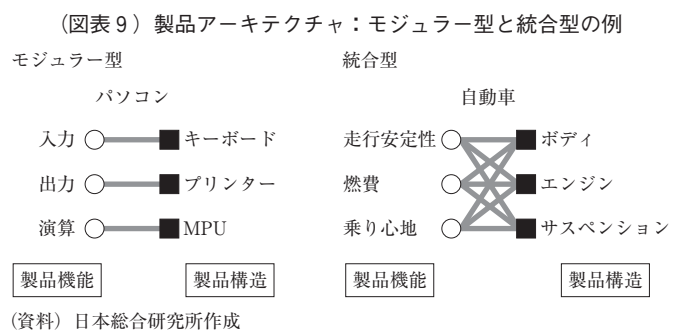 （図表９）製品アーキテクチャ：モジュラー型と統合型の例
モジュラー型
パソコン
入力 キーボード
出力 プリンター
演算 MPU
製品機能 製品構造
統合型
自動車
走行安定性 ボディ
燃費 エンジン
乗り心地 サスペンション
製品機能 製品構造
（資料）日本総合研究所作成